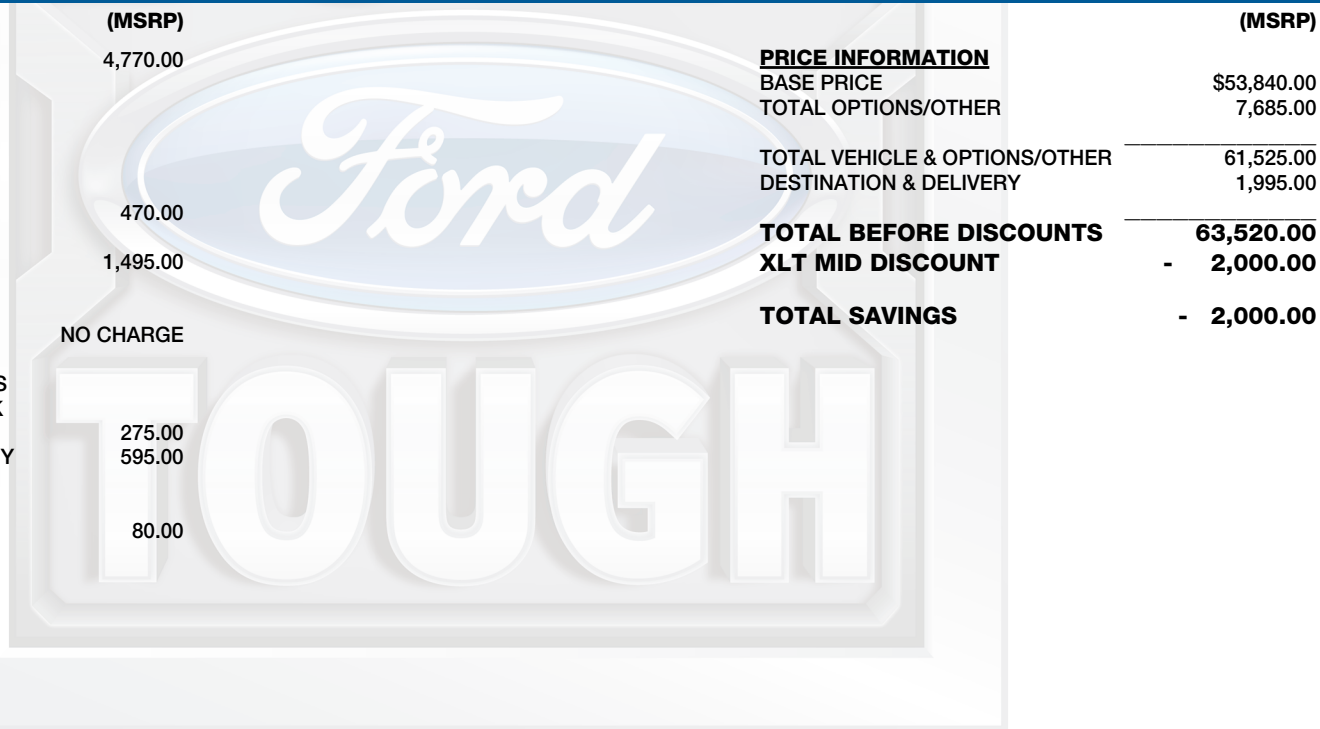 (MSRP)
4,770.00
470.00
1,495.00
NO CHARGE
S
K
275.00
Y 595.00
80.00
Ford
TOUGH
(MSRP)
PRICE INFORMATION
BASE PRICE $53,840.00
TOTAL OPTIONS/OTHER 7,685.00
TOTAL VEHICLE & OPTIONS/OTHER 61,525.00
DESTINATION & DELIVERY 1,995.00
TOTAL BEFORE DISCOUNTS 63,520.00
XLT MID DISCOUNT - 2,000.00
TOTAL SAVINGS - 2,000.00